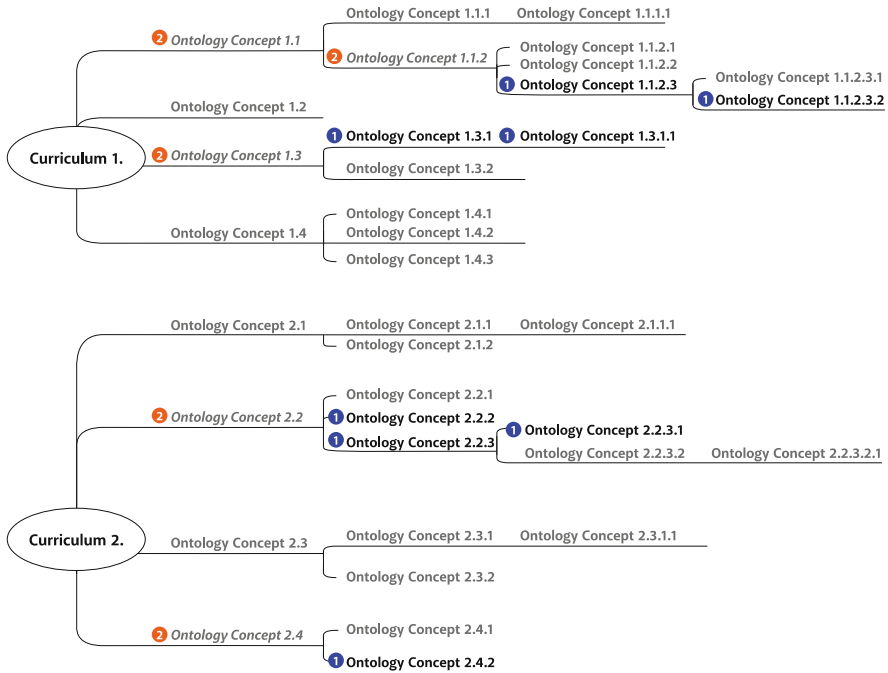 Ontology Concept 1.1.1 Ontology Concept 1.1.1.1
2 Ontology Concept 1.1
2 Ontology Concept 1.1.2
Ontology Concept 1.1.2.1
Ontology Concept 1.1.2.2
1 Ontology Concept 1.1.2.3
Ontology Concept 1.1.2.3.1
1 Ontology Concept 1.1.2.3.2
Ontology Concept 1.2
Curriculum 1.
2 Ontology Concept 1.3
1 Ontology Concept 1.3.1 1 Ontology Concept 1.3.1.1
Ontology Concept 1.3.2
Ontology Concept 1.4
Ontology Concept 1.4.1
Ontology Concept 1.4.2
Ontology Concept 1.4.3
Ontology Concept 2.1 Ontology Concept 2.1.1 Ontology Concept 2.1.1.1
Ontology Concept 2.1.2
2 Ontology Concept 2.2
Ontology Concept 2.2.1
1 Ontology Concept 2.2.2
1 Ontology Concept 2.2.3
1 Ontology Concept 2.2.3.1
Ontology Concept 2.2.3.2 Ontology Concept 2.2.3.2.1
Curriculum 2.
Ontology Concept 2.3
Ontology Concept 2.3.1 Ontology Concept 2.3.1.1
Ontology Concept 2.3.2
2 Ontology Concept 2.4
Ontology Concept 2.4.1
1 Ontology Concept 2.4.2